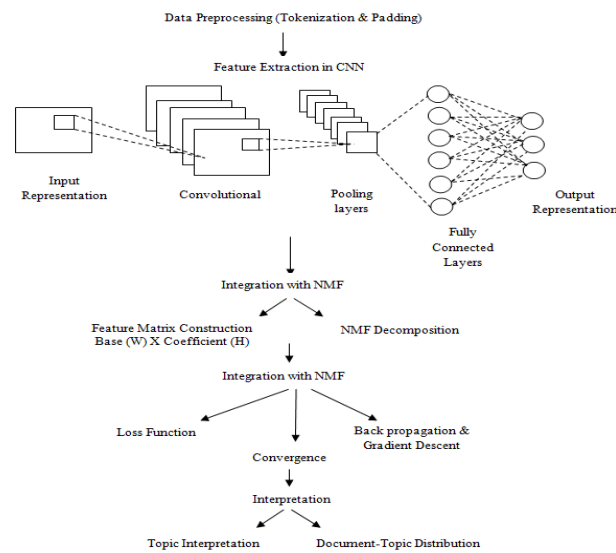 Data Preprocessing (Tokenization & Padding)
Feature Extraction in CNN
Input
Representation
Convolutional
Pooling
layers
Fully
Connected
Layers
Output
Representation
Integration with NMF
Feature Matrix Construction
Base (W) X Coefficient (H)
NMF Decomposition
Integration with NMF
Loss Function
Back propagation &
Gradient Descent
Convergence
Interpretation
Topic Interpretation
Document-Topic Distribution